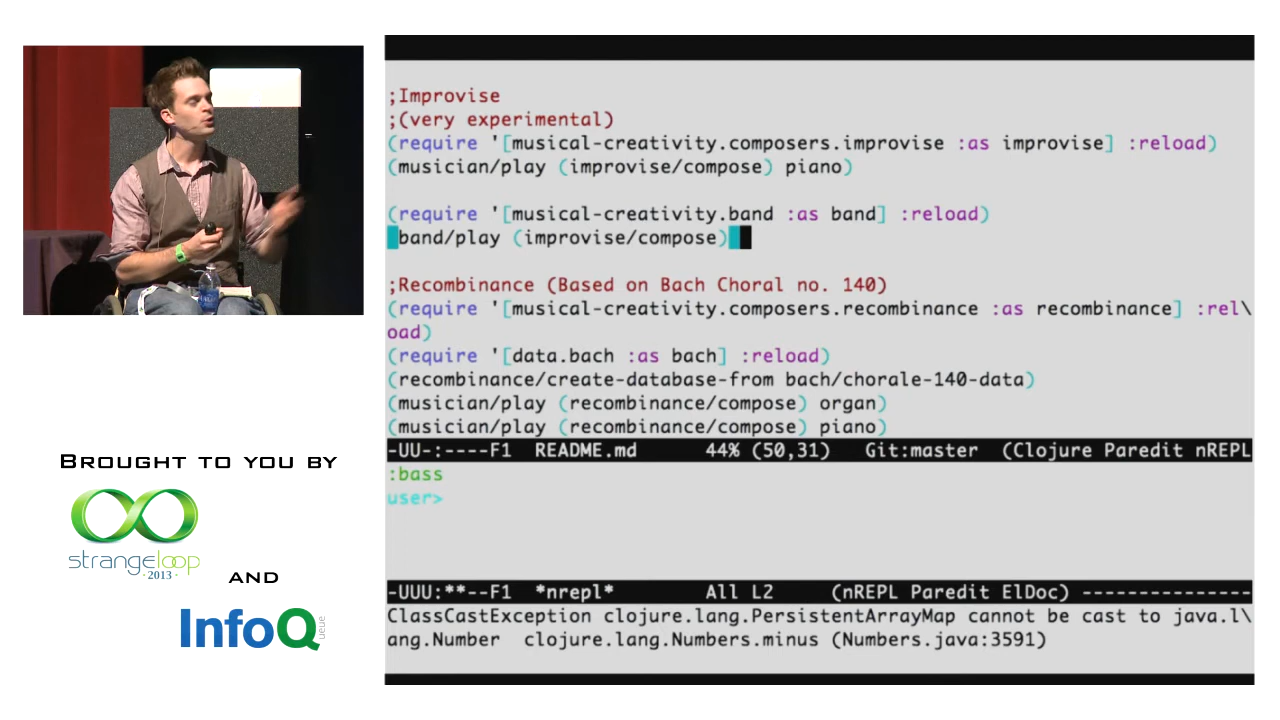 ;Improvise
;(very experimental)
(require '[musical-creativity.composers.improvise :as improvise] :reload)
(musician/play (improvise/compose) piano)
(require '[musical-creativity.band :as band] :reload)
band/play (improvise/compose)
;Recombinance (Based on Bach Choral no. 140)
(require '[musical-creativity.composers.recombinance :as recombinance] :rel\
oad)
(require '[data.bach :as bach] :reload)
(recombinance/create-database-from bach/chorale-140-data)
(musician/play (recombinance/compose) organ)
(musician/play (recombinance/compose) piano)
-UU-:----F1 README.md 44% (50,31) Git:master (Clojure Paredit nREPL
:bass
user>
-UUU:**--F1 *nrepl* All L2 (nREPL Paredit ElDoc) ---------------
ClassCastException clojure.lang.PersistentArrayMap cannot be cast to java.l\
ang.Number clojure.lang.Numbers.minus (Numbers.java:3591)
BROUGHT TO YOU BY
strangeloop
·2013·
AND
InfoQ
ueue